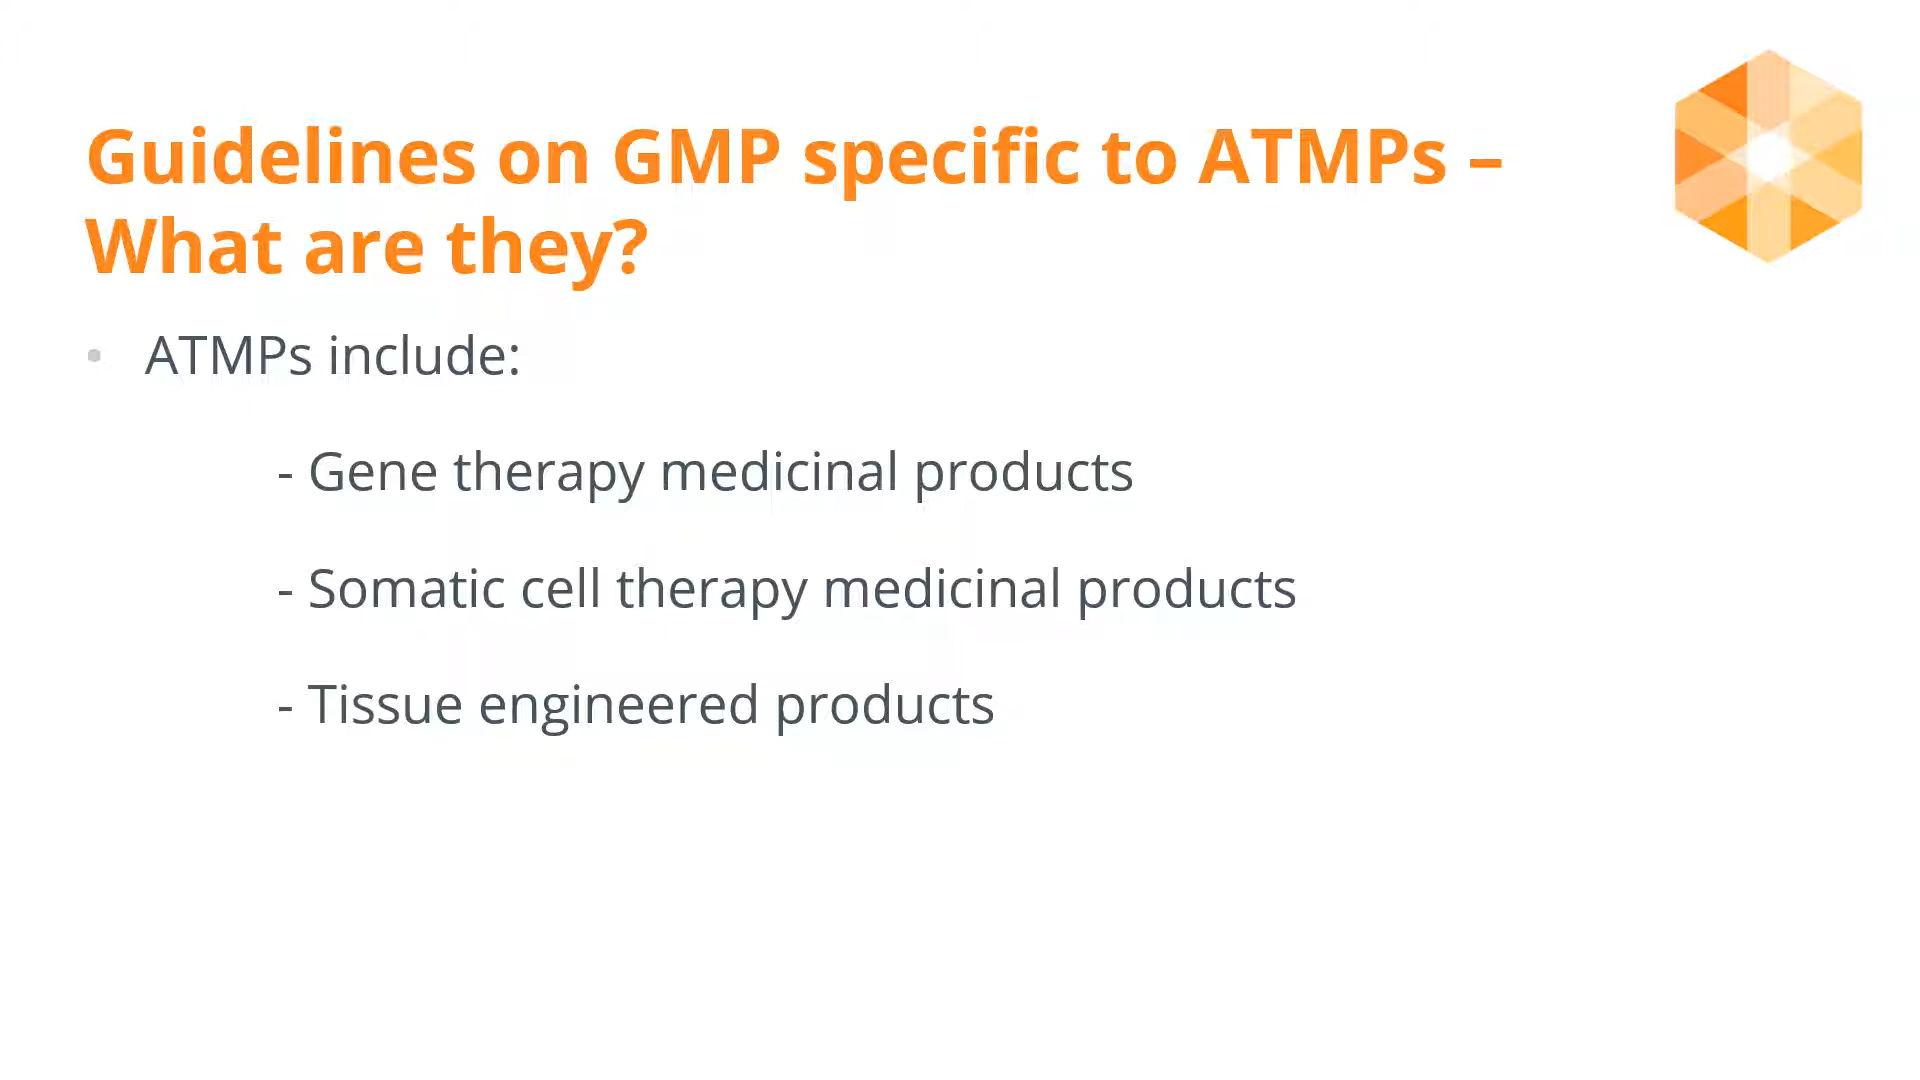 Guidelines on GMP specific to ATMPs –
What are they?
• ATMPs include:
- Gene therapy medicinal products
- Somatic cell therapy medicinal products
- Tissue engineered products